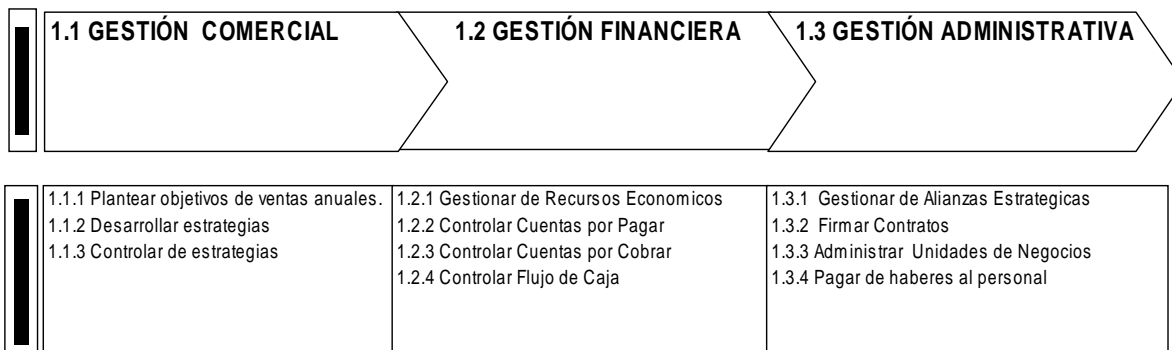 1.1 GESTIÓN COMERCIAL
1.2 GESTIÓN FINANCIERA
1.3 GESTIÓN ADMINISTRATIVA
1.1.1 Plantear objetivos de ventas anuales.
1.1.2 Desarrollar estrategias
1.1.3 Controlar de estrategias
1.2.1 Gestionar de Recursos Economicos
1.2.2 Controlar Cuentas por Pagar
1.2.3 Controlar Cuentas por Cobrar
1.2.4 Controlar Flujo de Caja
1.3.1 Gestionar de Alianzas Estrategicas
1.3.2 Firmar Contratos
1.3.3 Administrar Unidades de Negocios
1.3.4 Pagar de haberes al personal